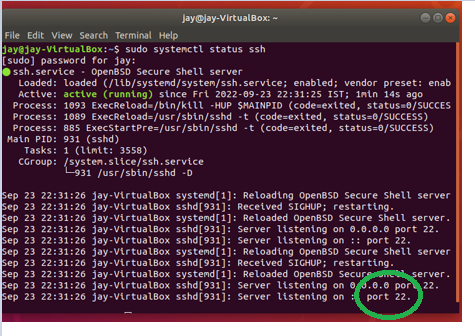 jay@jay-VirtualBox: ~
File Edit View Search Terminal Help
jay@jay-VirtualBox:~$ sudo systemctl status ssh
[sudo] password for jay:
● ssh.service - OpenBSD Secure Shell server
Loaded: loaded (/lib/systemd/system/ssh.service; enabled; vendor preset: enab
Active: active (running) since Fri 2022-09-23 22:31:25 IST; 1min 14s ago
Process: 1093 ExecReload=/bin/kill -HUP $MAINPID (code=exited, status=0/SUCCES
Process: 1089 ExecReload=/usr/sbin/sshd -t (code=exited, status=0/SUCCESS)
Process: 885 ExecStartPre=/usr/sbin/sshd -t (code=exited, status=0/SUCCESS)
Main PID: 931 (sshd)
Tasks: 1 (limit: 3558)
CGroup: /system.slice/ssh.service
└─931 /usr/sbin/sshd -D
Sep 23 22:31:26 jay-VirtualBox systemd[1]: Reloading OpenBSD Secure Shell server
Sep 23 22:31:26 jay-VirtualBox sshd[931]: Received SIGHUP; restarting.
Sep 23 22:31:26 jay-VirtualBox systemd[1]: Reloaded OpenBSD Secure Shell server.
Sep 23 22:31:26 jay-VirtualBox sshd[931]: Server listening on 0.0.0.0 port 22.
Sep 23 22:31:26 jay-VirtualBox sshd[931]: Server listening on :: port 22.
Sep 23 22:31:26 jay-VirtualBox systemd[1]: Reloading OpenBSD Secure Shell server
Sep 23 22:31:26 jay-VirtualBox sshd[931]: Received SIGHUP; restarting.
Sep 23 22:31:26 jay-VirtualBox systemd[1]: Reloaded OpenBSD Secure Shell server.
Sep 23 22:31:26 jay-VirtualBox sshd[931]: Server listening on 0.0.0.0 port 22.
Sep 23 22:31:26 jay-VirtualBox sshd[931]: Server listening on :: port 22.